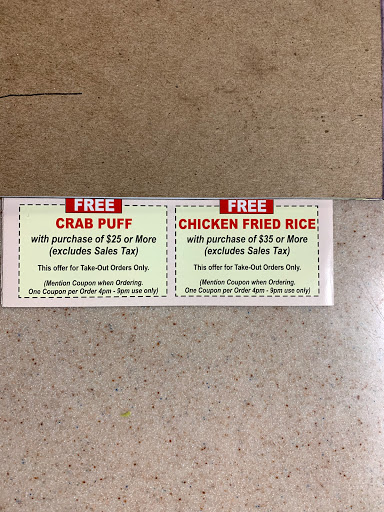 FREE
CRAB PUFF
with purchase of $25 or More
(excludes Sales Tax)
This offer for Take-Out Orders Only.
(Mention Coupon when Ordering.
One Coupon per Order 4pm - 9pm use only)
FREE
CHICKEN FRIED RICE
with purchase of $35 or More
(excludes Sales Tax)
This offer for Take-Out Orders Only.
(Mention Coupon when Ordering.
One Coupon per Order 4pm - 9pm use only)